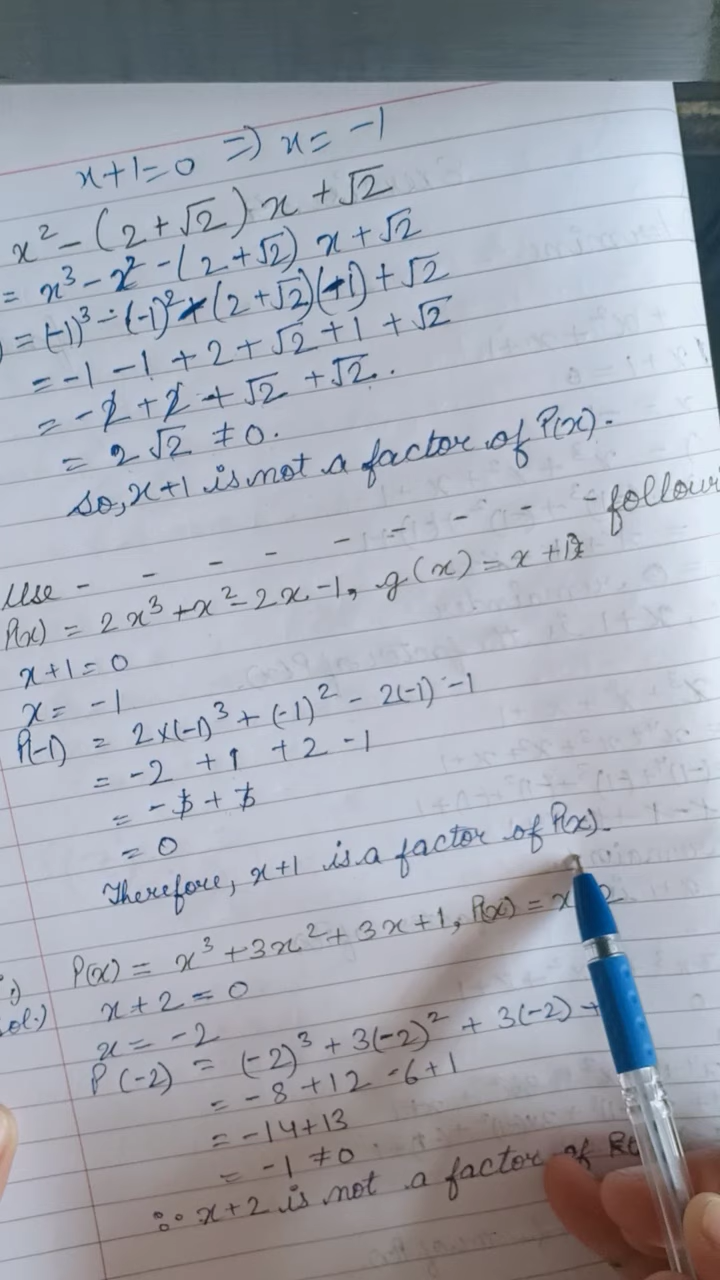 x+1=0 ⇒ x= -1
x² - (2+√2) x + √2
= x³ - x² - (2+√2) x + √2
) = (-1)³ - (-1)² + (2+√2)(+1) + √2
= -1 -1 + 2 + √2 + 1 + √2
= -2 + 2 + √2 + √2.
= 2√2 ≠ 0.
So, x+1 is not a factor of P(x).
Use - - - - - - - - - followi
P(x) = 2x³ + x² - 2x - 1, g(x) = x +1
x+1=0
x= -1
P(-1) = 2×(-1)³ + (-1)² - 2(-1) -1
= -2 + 1 + 2 - 1
= -3 + 3
= 0
Therefore, x+1 is a factor of P(x).
P(x) = x³ + 3x² + 3x + 1, P(x) = x 2
ol.) x + 2 = 0
x = -2
P(-2) = (-2)³ + 3(-2)² + 3(-2) +
= -8 + 12 -6 + 1
= -14 + 13
= -1 ≠ 0
∴ x+2 is not a factor of